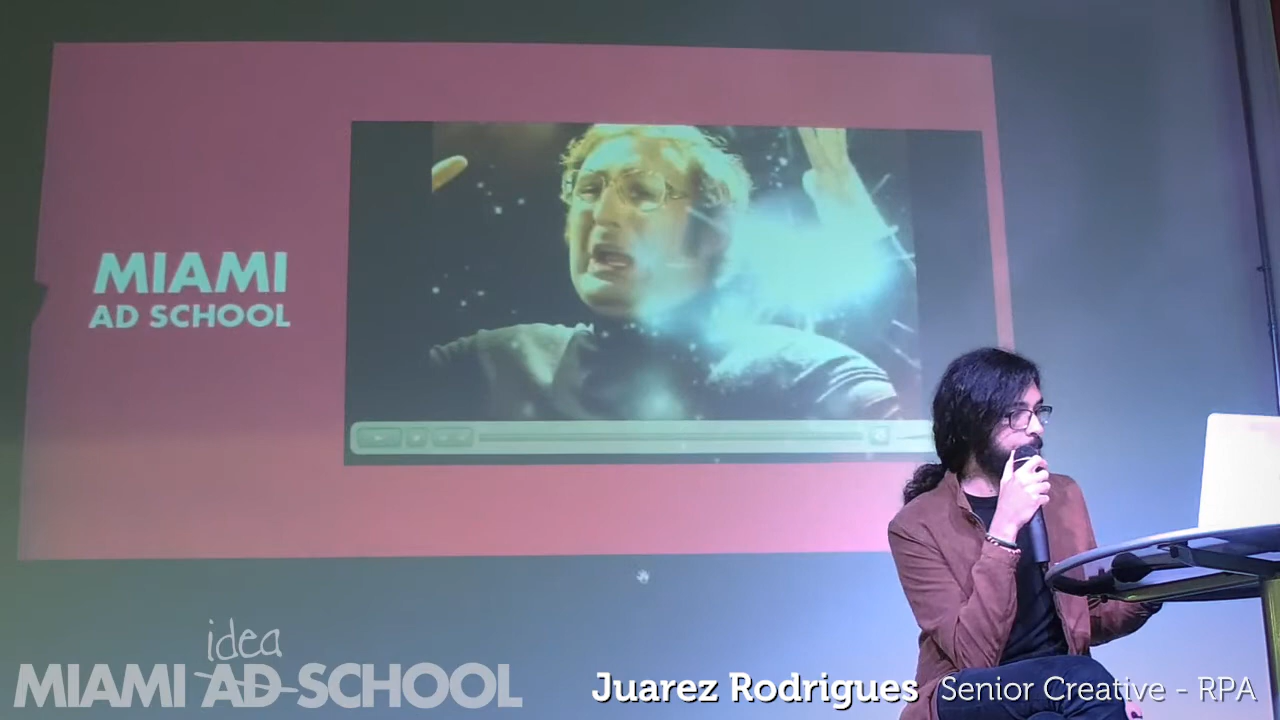 MIAMI
AD SCHOOL
idea
MIAMI AD SCHOOL
Juarez Rodrigues Senior Creative - RPA